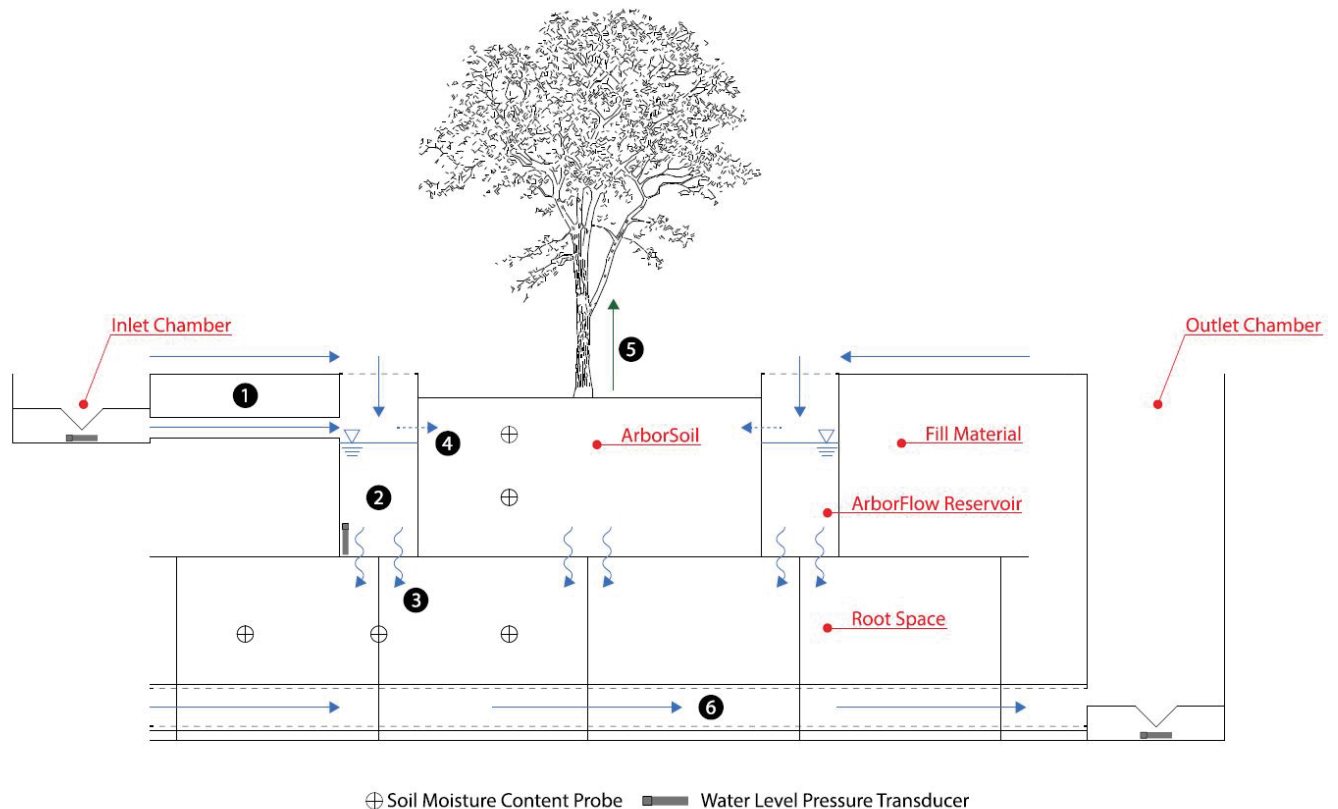 Inlet Chamber
Outlet Chamber
5
1
4
ArborSoil
Fill Material
2
ArborFlow Reservoir
3
Root Space
6
Soil Moisture Content Probe
Water Level Pressure Transducer